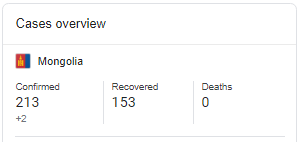 Cases overview
Mongolia
Confirmed Recovered Deaths
213 153 0
+2